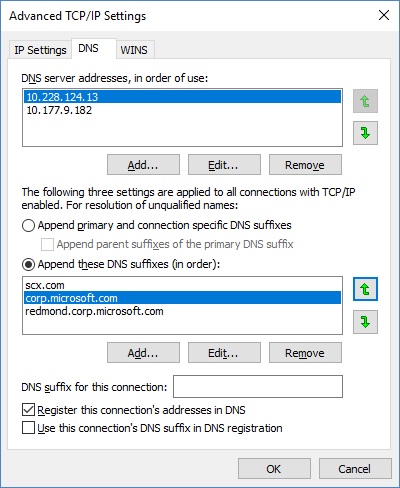 Advanced TCP/IP Settings
IP Settings DNS WINS
DNS server addresses, in order of use:
10.228.124.13
10.177.9.182
Add... Edit... Remove
The following three settings are applied to all connections with TCP/IP
enabled. For resolution of unqualified names:
Append primary and connection specific DNS suffixes
Append parent suffixes of the primary DNS suffix
Append these DNS suffixes (in order):
scx.com
corp.microsoft.com
redmond.corp.microsoft.com
Add... Edit... Remove
DNS suffix for this connection:
Register this connection's addresses in DNS
Use this connection's DNS suffix in DNS registration
OK Cancel